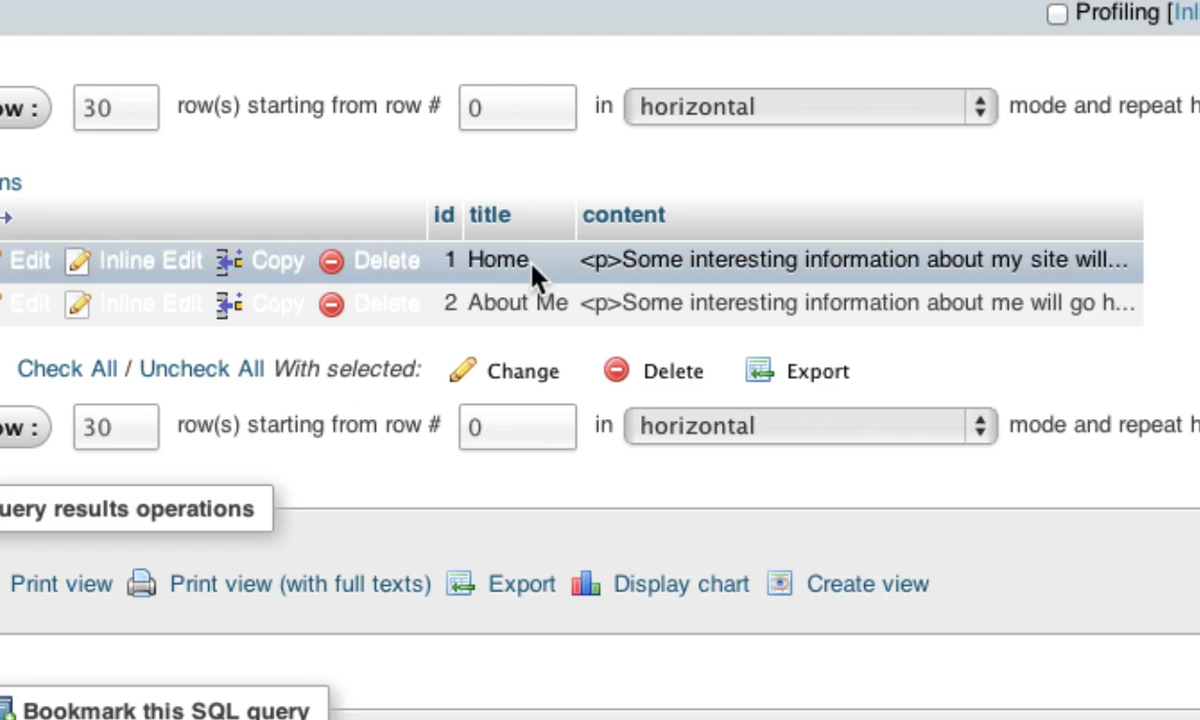 Profiling [Inl
ow : 30 row(s) starting from row # 0 in horizontal mode and repeat h
ns
id title content
Edit Inline Edit Copy Delete 1 Home <p>Some interesting information about my site will...
Edit Inline Edit Copy Delete 2 About Me <p>Some interesting information about me will go h...
Check All / Uncheck All With selected: Change Delete Export
ow : 30 row(s) starting from row # 0 in horizontal mode and repeat h
uery results operations
Print view Print view (with full texts) Export Display chart Create view
Bookmark this SQL query